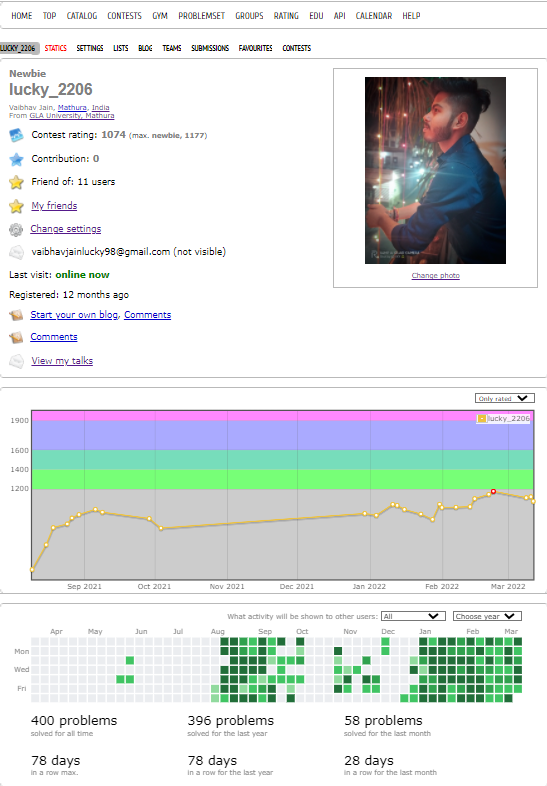 HOME TOP CATALOG CONTESTS GYM PROBLEMSET GROUPS RATING EDU API CALENDAR HELP
LUCKY_2206 STATICS SETTINGS LISTS BLOG TEAMS SUBMISSIONS FAVOURITES CONTESTS
Newbie
lucky_2206
Vaibhav Jain, Mathura, India
From GLA University, Mathura
Contest rating: 1074 (max. newbie, 1177)
Contribution: 0
Friend of: 11 users
My friends
Change settings
vaibhavjainlucky98@gmail.com (not visible)
Last visit: online now
Registered: 12 months ago
Start your own blog, Comments
Comments
View my talks
Change photo
Only rated
lucky_2206
1900
1600
1400
1200
Sep 2021 Oct 2021 Nov 2021 Dec 2021 Jan 2022 Feb 2022 Mar 2022
What activity will be shown to other users: All Choose year
Apr May Jun Jul Aug Sep Oct Nov Dec Jan Feb Mar
Mon
Wed
Fri
400 problems 396 problems 58 problems
solved for all time solved for the last year solved for the last month
78 days 78 days 28 days
in a row max. in a row for the last year in a row for the last month